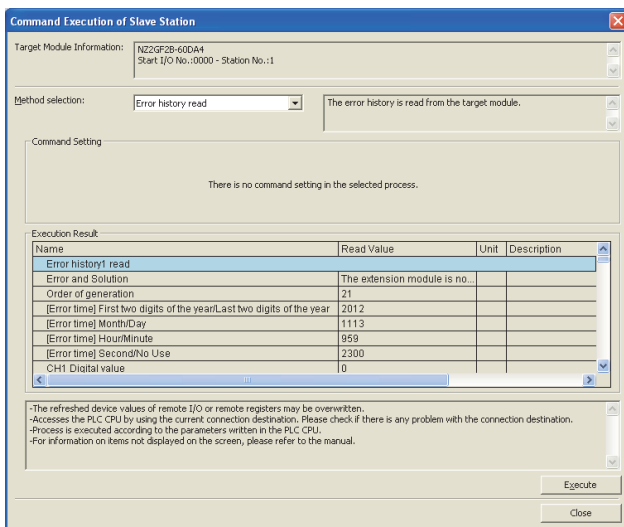 Command Execution of Slave Station
Target Module Information:
NZ2GF2B-60DA4
Start I/O No.:0000 - Station No.:1
Method selection:
Error history read
The error history is read from the target module.
Command Setting
There is no command setting in the selected process.
Execution Result
Name Read Value Unit Description
Error history1 read
Error and Solution The extension module is no...
Order of generation 21
[Error time] First two digits of the year/Last two digits of the year 2012
[Error time] Month/Day 1113
[Error time] Hour/Minute 959
[Error time] Second/No Use 2300
CH1 Digital value 0
-The refreshed device values of remote I/O or remote registers may be overwritten.
-Accesses the PLC CPU by using the current connection destination. Please check if there is any problem with the connection destination.
-Process is executed according to the parameters written in the PLC CPU.
-For information on items not displayed on the screen, please refer to the manual.
Execute
Close